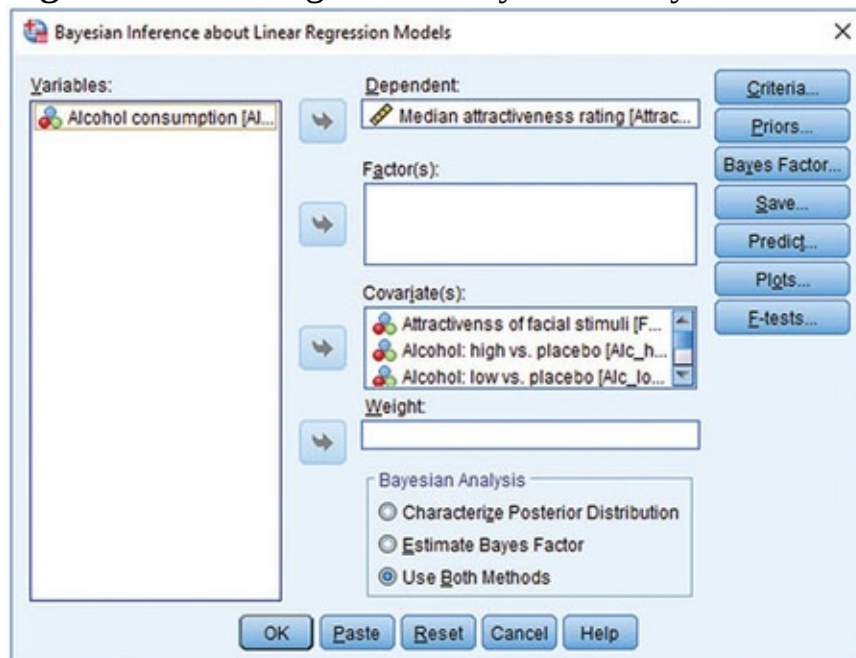 Bayesian Inference about Linear Regression Models
Variables:
Alcohol consumption [Al...
Dependent:
Median attractiveness rating [Attrac...
Factor(s):
Covariate(s):
Attractivenss of facial stimuli [F...
Alcohol: high vs. placebo [Alc_h...
Alcohol: low vs. placebo [Alc_lo...
Weight:
Bayesian Analysis
Characterize Posterior Distribution
Estimate Bayes Factor
Use Both Methods
Criteria...
Priors...
Bayes Factor...
Save...
Predict...
Plots...
F-tests...
OK Paste Reset Cancel Help